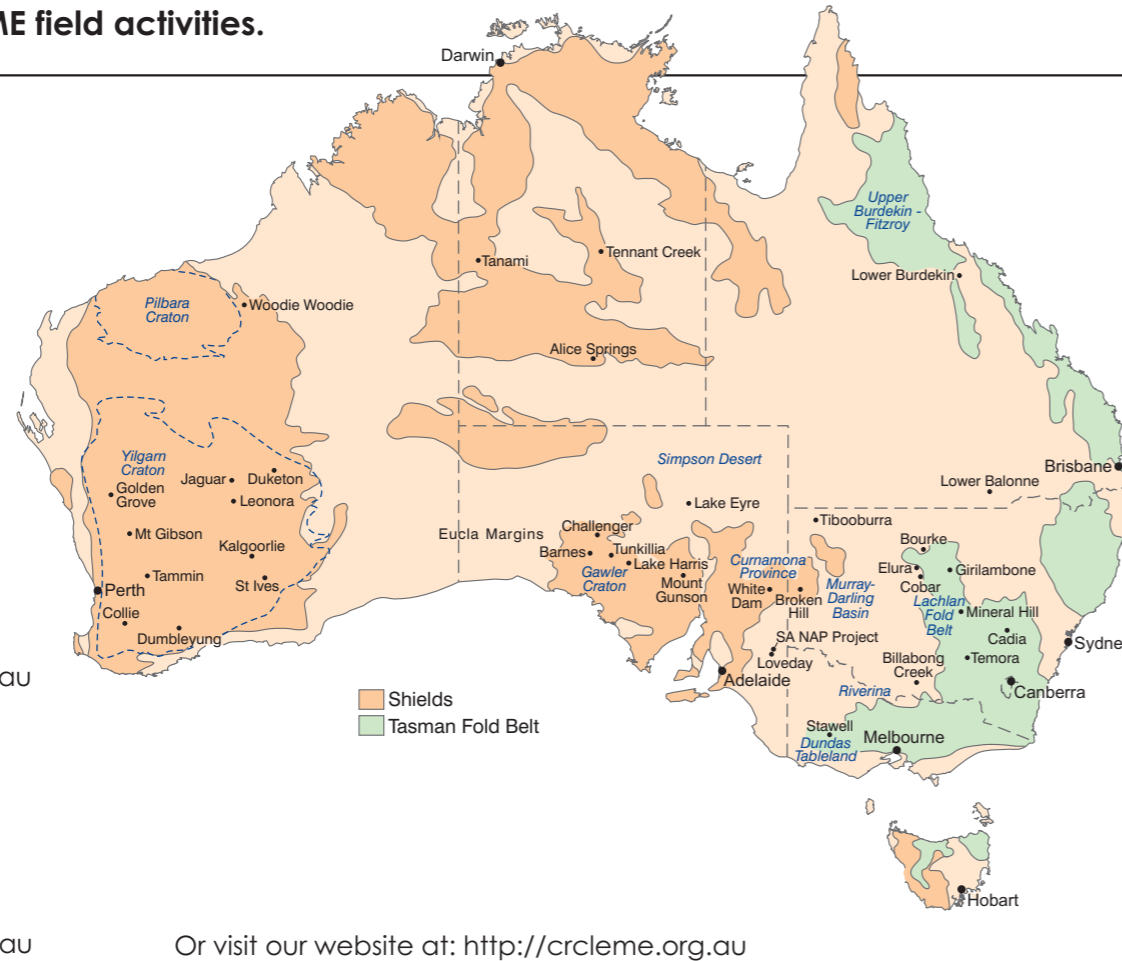 ME field activities.
Darwin
Upper
Burdekin -
Fitzroy
Tennant Creek
Tanami
Lower Burdekin
Pilbara
Craton
Woodie Woodie
Alice Springs
Yilgarn
Craton
Simpson Desert
Brisbane
Jaguar
Duketon
Lower Balonne
Golden
Grove
Leonora
Lake Eyre
Tibooburra
Challenger
Eucla Margins
Mt Gibson
Bourke
Kalgoorlie
Barnes
Tunkillia
Lake Harris
Curnamona
Province
Elura
Girilambone
Gawler
Craton
Mount
Gunson
White
Dam
Broken
Hill
Murray-
Darling
Basin
Cobar
Tammin
St Ives
Perth
Lachlan
Fold
Belt
Mineral Hill
Collie
Dumbleyung
SA NAP Project
Cadia
Sydne
Loveday
Billabong
Creek
Temora
au
Adelaide
Riverina
Canberra
Shields
Tasman Fold Belt
Stawell
Melbourne
Dundas
Tableland
Hobart
au
Or visit our website at: http://crcleme.org.au